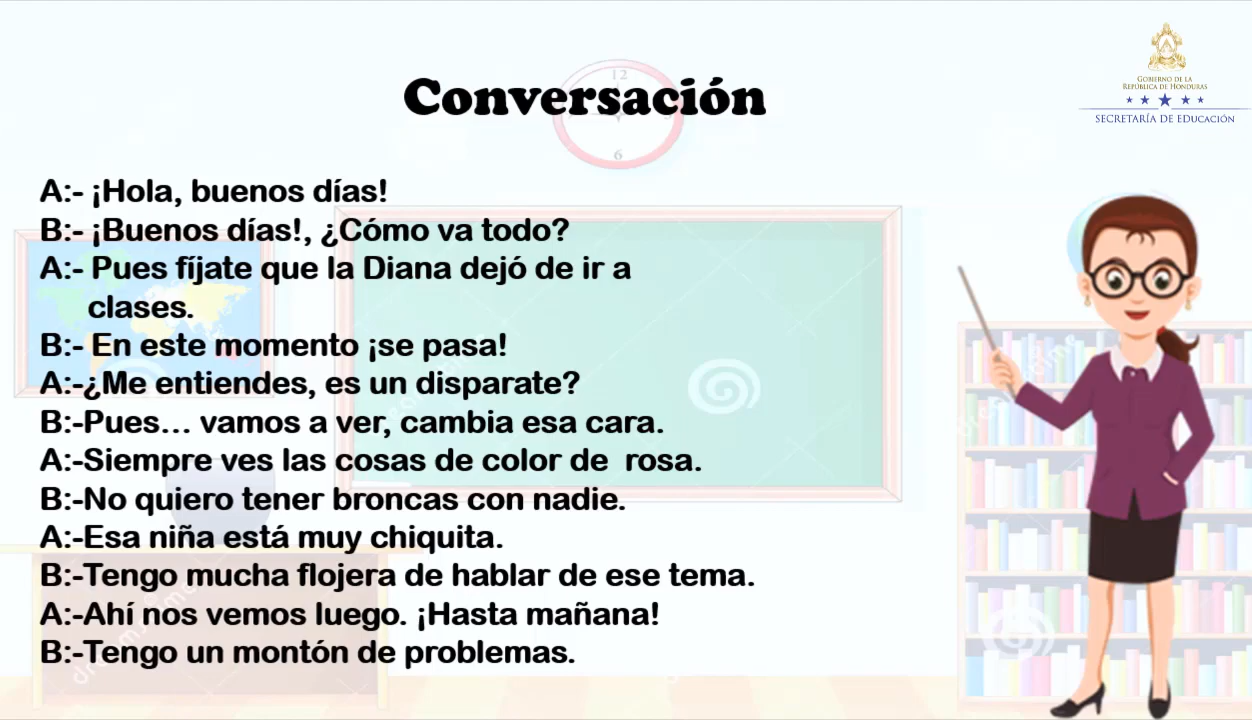 12
6
GOBIERNO DE LA
REPÚBLICA DE HONDURAS
SECRETARÍA DE EDUCACIÓN
Conversación
A:- ¡Hola, buenos días!
B:- ¡Buenos días!, ¿Cómo va todo?
A:- Pues fíjate que la Diana dejó de ir a
clases.
B:- En este momento ¡se pasa!
A:-¿Me entiendes, es un disparate?
B:-Pues... vamos a ver, cambia esa cara.
A:-Siempre ves las cosas de color de  rosa.
B:-No quiero tener broncas con nadie.
A:-Esa niña está muy chiquita.
B:-Tengo mucha flojera de hablar de ese tema.
A:-Ahí nos vemos luego. ¡Hasta mañana!
B:-Tengo un montón de problemas.